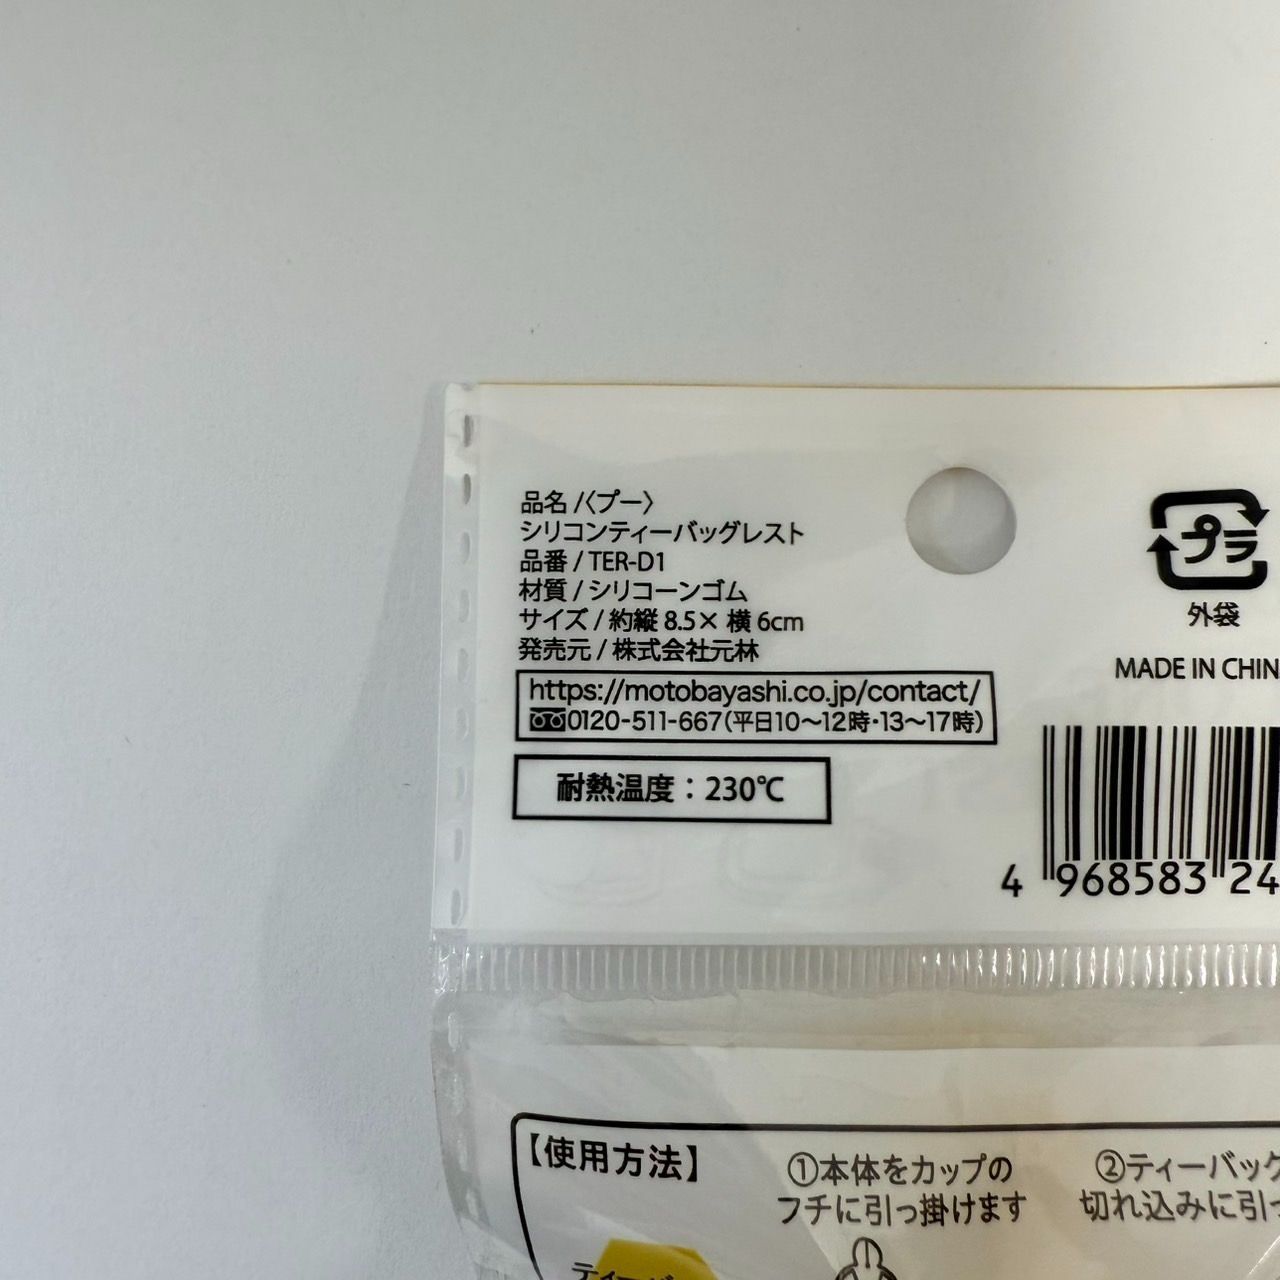 品名 /〈プー〉
シリコンティーバッグレスト
品番 / TER-D1
材質 / シリコーンゴム
サイズ / 約縦 8.5× 横 6cm
発売元 / 株式会社元林
https://motobayashi.co.jp/contact/
0120-511-667(平日10〜12時・13〜17時)
耐熱温度：230℃
プラ
外袋
MADE IN CHIN
4 968583 24
【使用方法】
①本体をカップの
フチに引っ掛けます
②ティーバッグ
切れ込みに引っ